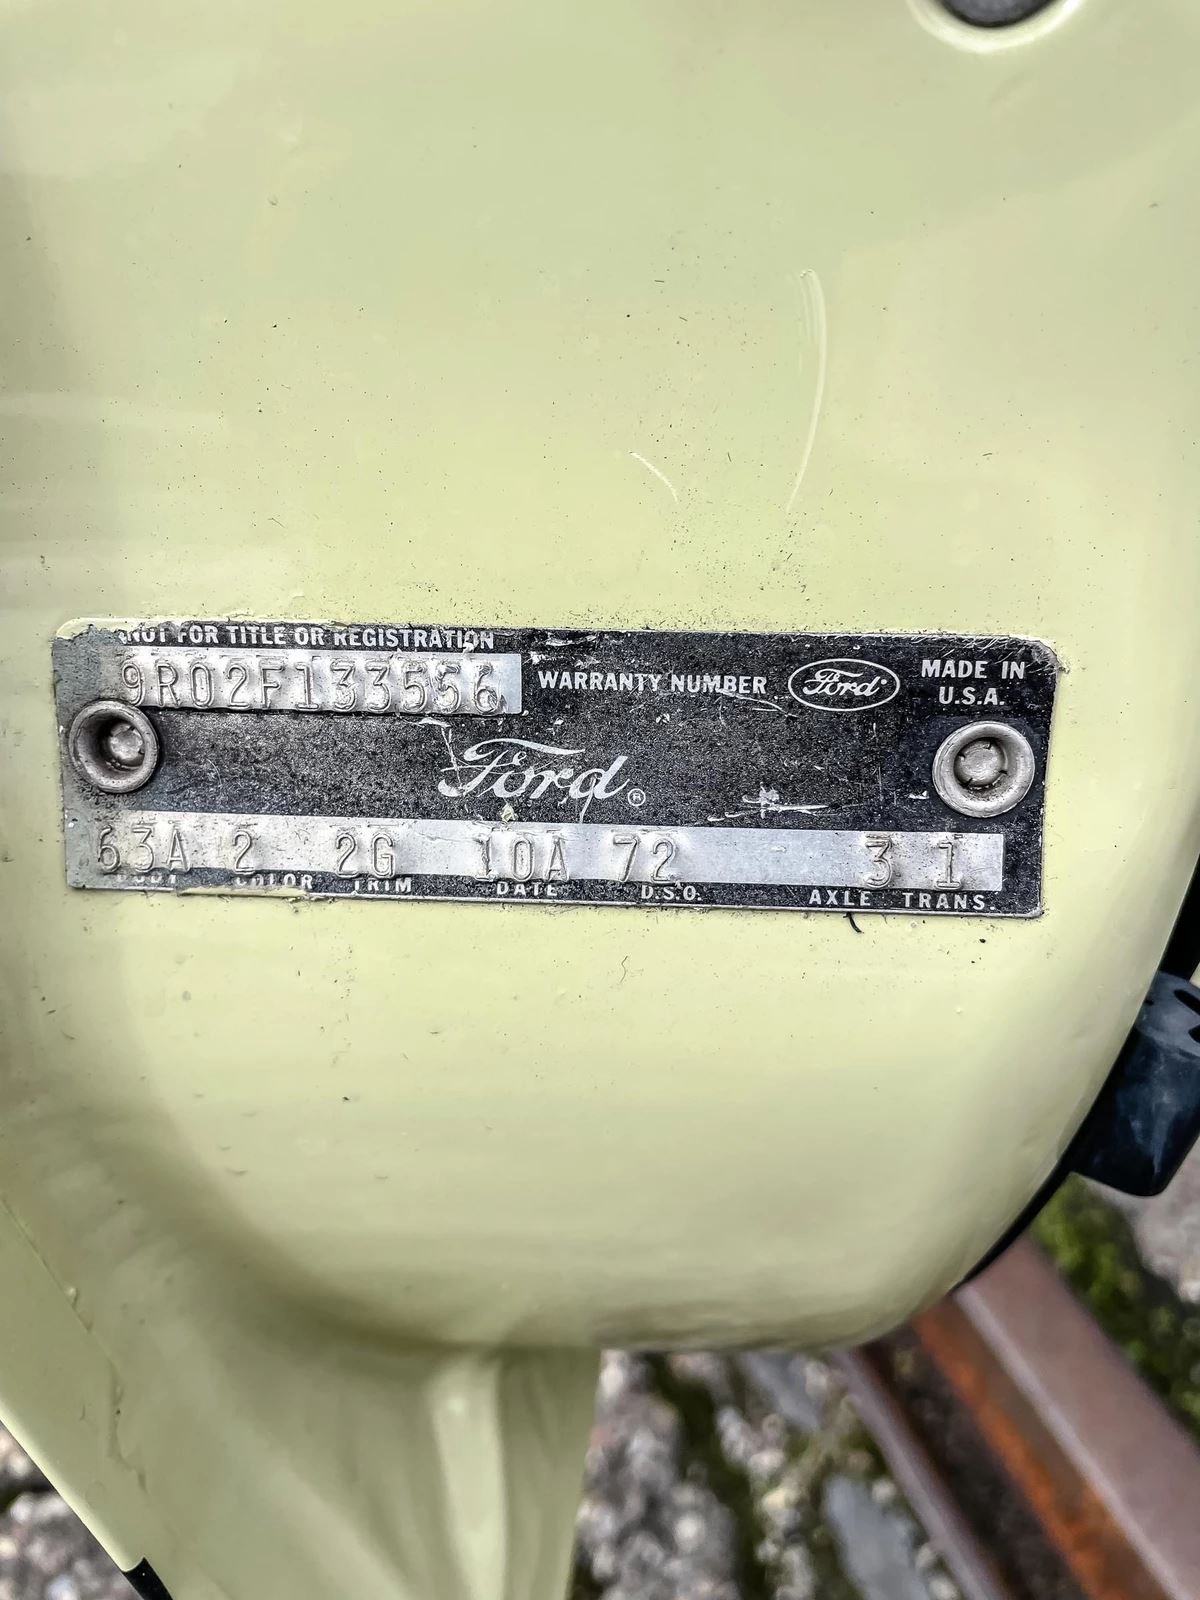 NOT FOR TITLE OR REGISTRATION
9R02F133556
WARRANTY NUMBER
Ford
MADE IN
U.S.A.
Ford®
63A 2 2G 10A 72 3 1
BODY COLOR TRIM DATE D.S.O. AXLE TRANS.